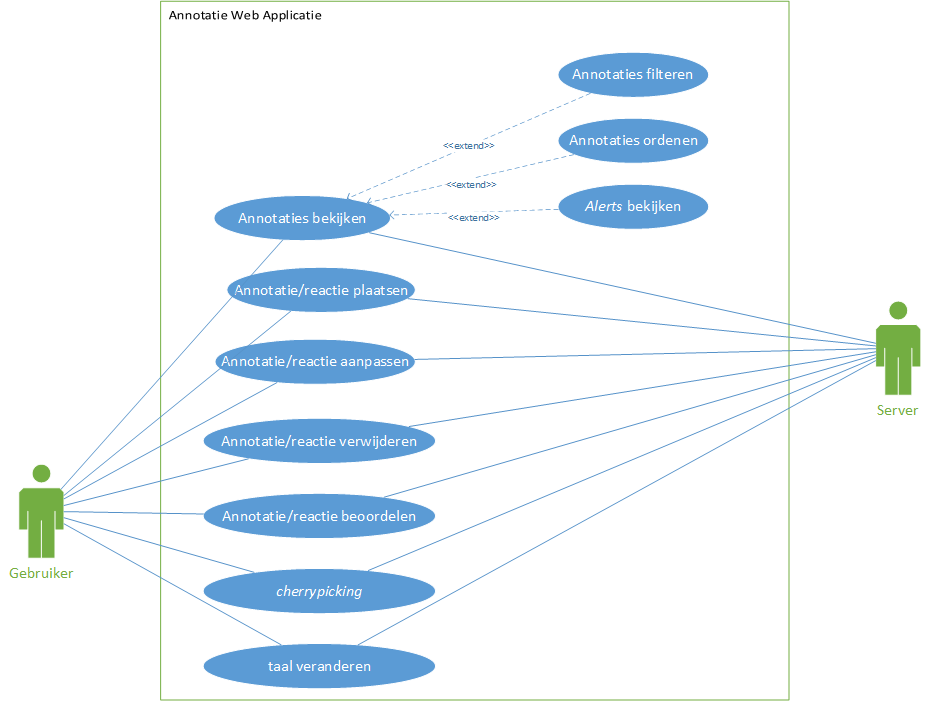 Annotatie Web Applicatie
Annotaties filteren
<<extend>>
Annotaties ordenen
<<extend>>
Alerts bekijken
<<extend>>
Annotaties bekijken
Annotatie/reactie plaatsen
Annotatie/reactie aanpassen
Server
Annotatie/reactie verwijderen
Annotatie/reactie beoordelen
Gebruiker
cherrypicking
taal veranderen